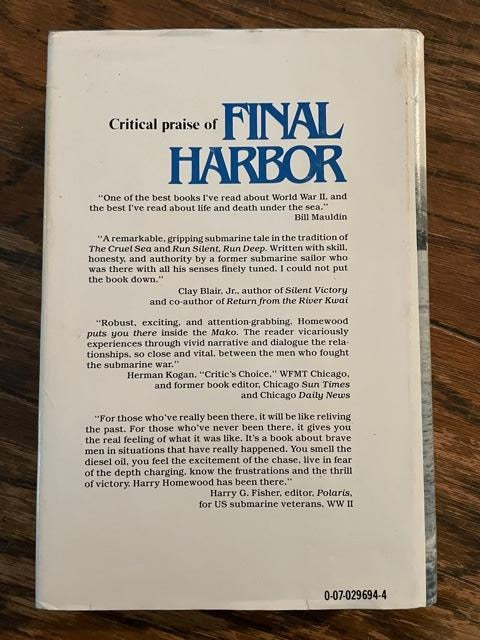 Critical praise of FINAL
HARBOR
"One of the best books I've read about World War II, and
the best I've read about life and death under the sea."
Bill Mauldin
"A remarkable, gripping submarine tale in the tradition of
The Cruel Sea and Run Silent, Run Deep. Written with skill,
honesty, and authority by a former submarine sailor who
was there with all his senses finely tuned. I could not put
the book down."
Clay Blair, Jr., author of Silent Victory
and co-author of Return from the River Kwai
"Robust, exciting, and attention-grabbing, Homewood
puts you there inside the Mako. The reader vicariously
experiences through vivid narrative and dialogue the rela-
tionships, so close and vital, between the men who fought
the submarine war."
Herman Kogan, "Critic's Choice," WFMT Chicago,
and former book editor, Chicago Sun Times
and Chicago Daily News
"For those who've really been there, it will be like reliving
the past. For those who've never been there, it gives you
the real feeling of what it was like. It's a book about brave
men in situations that have really happened. You smell the
diesel oil, you feel the excitement of the chase, live in fear
of the depth charging, know the frustrations and the thrill
of victory. Harry Homewood has been there."
Harry G. Fisher, editor, Polaris,
for US submarine veterans, WW II
0-07-029694-4